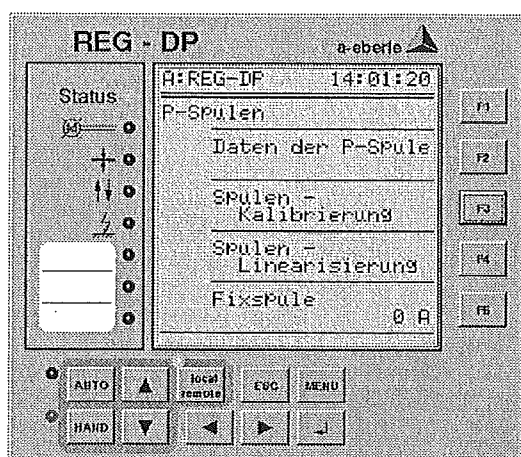 REG - DP
a-eberle
Status
A:REG-DP 14:01:20
P-Spulen
Daten der P-Spule
Spulen -
Kalibrierung
Spulen -
Linearisierung
Fixspule
0 A
F1
F2
F3
F4
F5
M
AUTO
local
remote
ESC
MENU
HAND